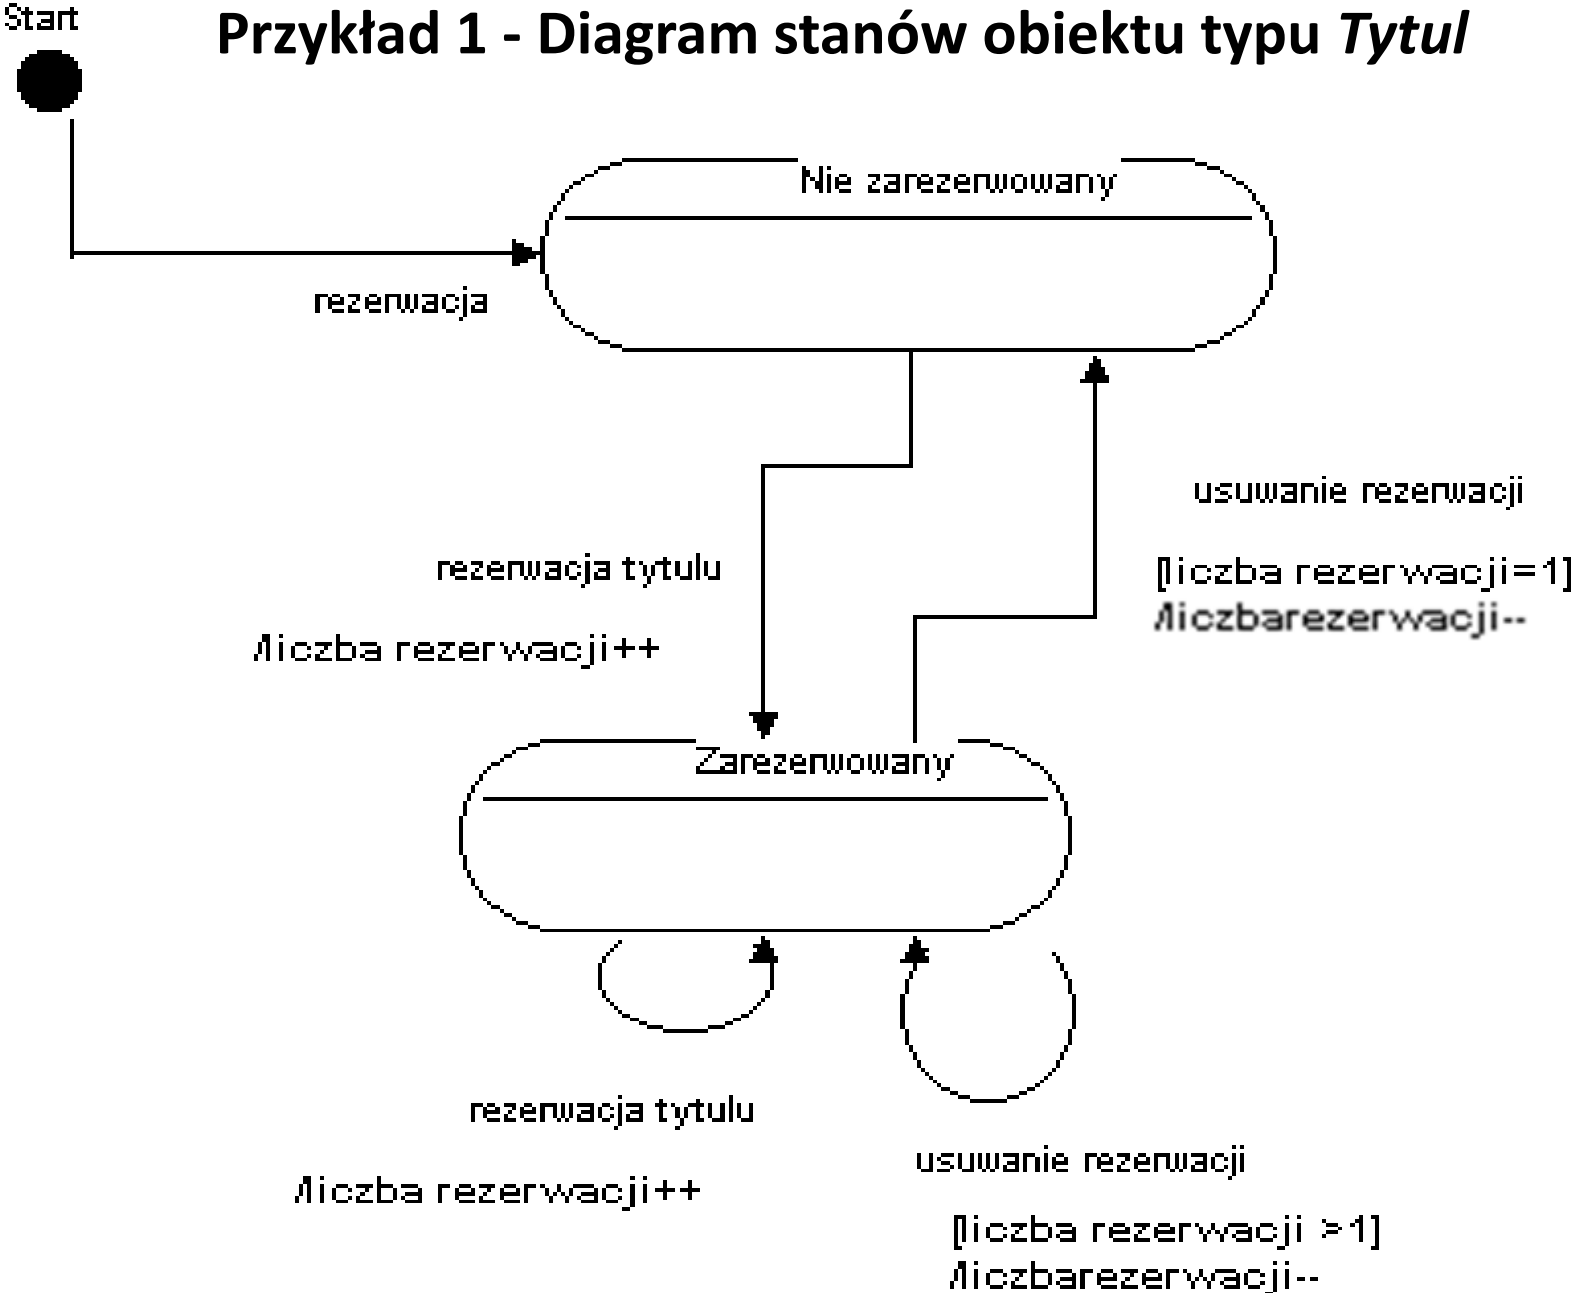 Start
Przykład 1 - Diagram stanów obiektu typu Tytul
Nie zarezerwowany
rezerwacja
usuwanie rezerwacji
[liczba rezerwacji=1]
/liczbarezerwacji--
rezerwacja tytulu
/liczba rezerwacji++
Zarezerwowany
rezerwacja tytulu
/liczba rezerwacji++
usuwanie rezerwacji
[liczba rezerwacji >1]
/liczbarezerwacji--